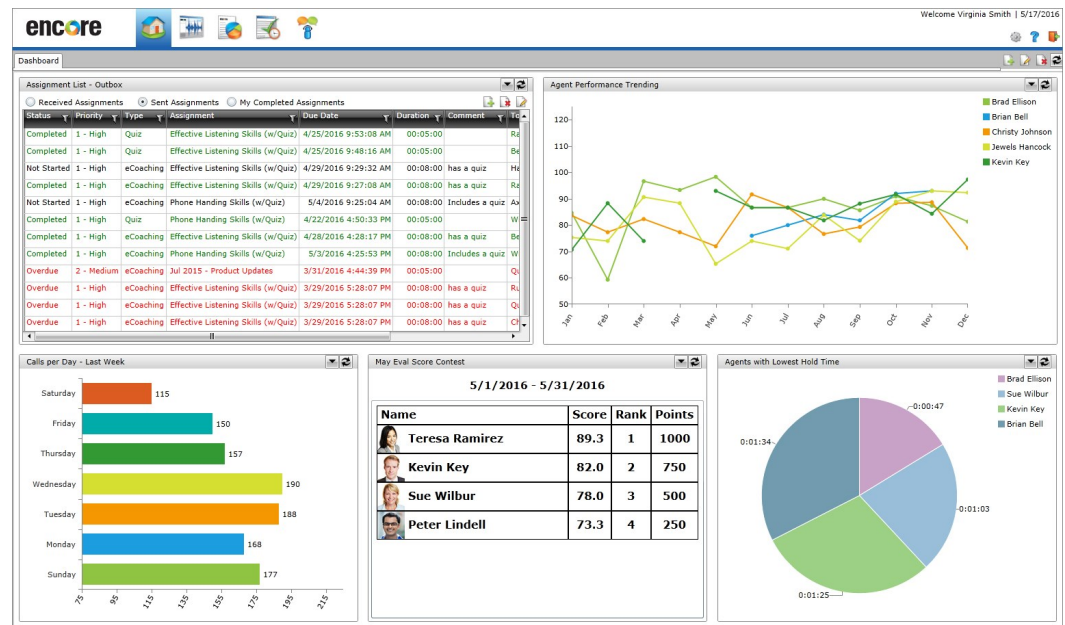 encore
Welcome Virginia Smith | 5/17/2016
Dashboard
Assignment List - Outbox
Received Assignments Sent Assignments My Completed Assignments
Status Priority Type Assignment Due Date Duration Comment To
Completed 1 - High Quiz Effective Listening Skills (w/Quiz) 4/25/2016 9:53:08 AM 00:05:00 Ra
Completed 1 - High Quiz Effective Listening Skills (w/Quiz) 4/25/2016 9:48:16 AM 00:05:00 Be
Not Started 1 - High eCoaching Effective Listening Skills (w/Quiz) 4/29/2016 9:29:32 AM 00:08:00 has a quiz Ha
Completed 1 - High eCoaching Effective Listening Skills (w/Quiz) 4/29/2016 9:27:08 AM 00:08:00 has a quiz Ra
Not Started 1 - High eCoaching Phone Handing Skills (w/Quiz) 5/4/2016 9:25:04 AM 00:08:00 Includes a quiz Ax
Completed 1 - High Quiz Effective Listening Skills (w/Quiz) 4/22/2016 4:50:33 PM 00:05:00 W
Completed 1 - High eCoaching Effective Listening Skills (w/Quiz) 4/28/2016 4:28:17 PM 00:08:00 has a quiz Be
Completed 1 - High eCoaching Phone Handing Skills (w/Quiz) 5/3/2016 4:25:53 PM 00:08:00 Includes a quiz W
Overdue 2 - Medium eCoaching Jul 2015 - Product Updates 3/31/2016 4:44:39 PM 00:05:00 Qu
Overdue 1 - High eCoaching Effective Listening Skills (w/Quiz) 3/29/2016 5:28:07 PM 00:08:00 has a quiz Ru
Overdue 1 - High eCoaching Effective Listening Skills (w/Quiz) 3/29/2016 5:28:07 PM 00:08:00 has a quiz Qu
Overdue 1 - High eCoaching Effective Listening Skills (w/Quiz) 3/29/2016 5:28:07 PM 00:08:00 has a quiz Ch
Agent Performance Trending
120
110
100
90
80
70
60
50
Jan Feb Mar Apr May Jun Jul Aug Sep Oct Nov Dec
Brad Ellison
Brian Bell
Christy Johnson
Jewels Hancock
Kevin Key
Calls per Day - Last Week
Saturday 115
Friday 150
Thursday 157
Wednesday 190
Tuesday 188
Monday 168
Sunday 177
75 95 115 135 155 175 195 215
May Eval Score Contest
5/1/2016 - 5/31/2016
Name Score Rank Points
Teresa Ramirez 89.3 1 1000
Kevin Key 82.0 2 750
Sue Wilbur 78.0 3 500
Peter Lindell 73.3 4 250
Agents with Lowest Hold Time
Brad Ellison
Sue Wilbur
Kevin Key
Brian Bell
0:00:47
0:01:34
0:01:03
0:01:25